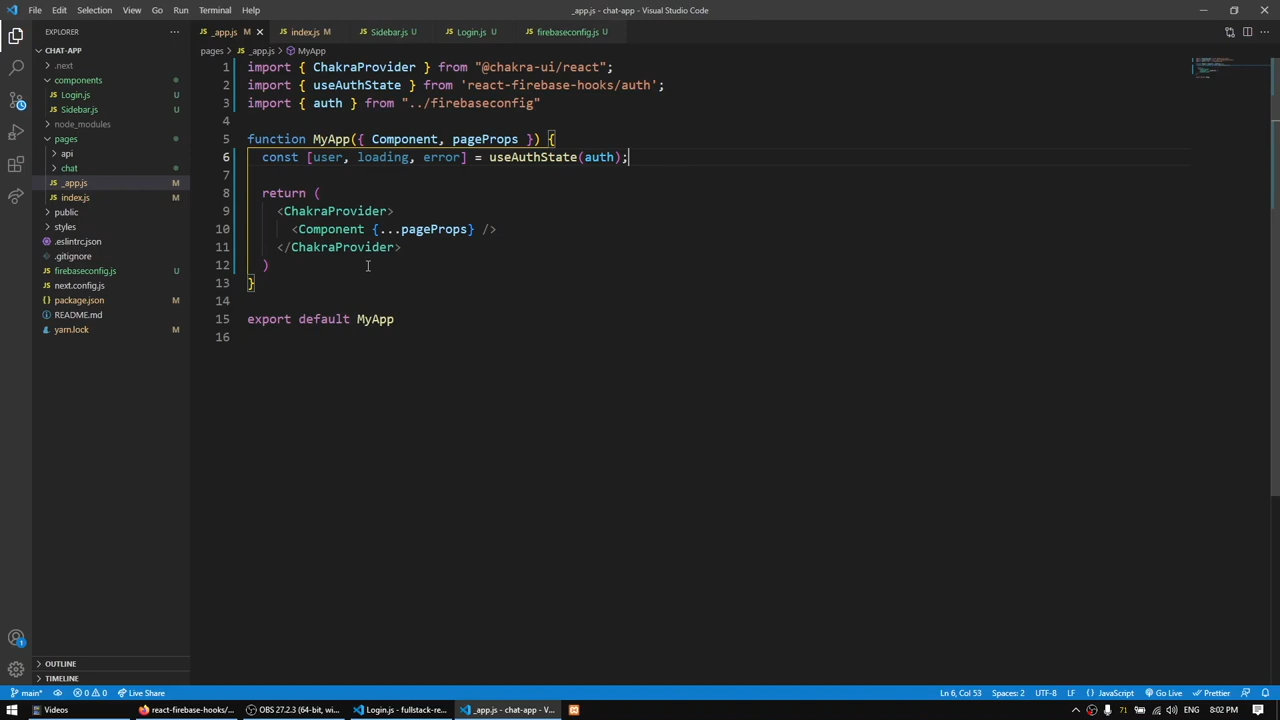 File Edit Selection View Go Run Terminal Help
_app.js - chat-app - Visual Studio Code
EXPLORER
_app.js M index.js M Sidebar.js U Login.js U firebaseconfig.js U
pages > _app.js > MyApp
CHAT-APP
.next
components
Login.js U
Sidebar.js U
node_modules
pages
api
chat
_app.js M
index.js M
public
styles
.eslintrc.json
.gitignore
firebaseconfig.js U
next.config.js
package.json M
README.md
yarn.lock M
OUTLINE
TIMELINE
1 import { ChakraProvider } from "@chakra-ui/react";
2 import { useAuthState } from 'react-firebase-hooks/auth';
3 import { auth } from "../firebaseconfig"
4
5 function MyApp({ Component, pageProps }) {
6 const [user, loading, error] = useAuthState(auth);
7
8 return (
9 <ChakraProvider>
10 <Component {...pageProps} />
11 </ChakraProvider>
12 )
13 }
14
15 export default MyApp
16
1
main* 0 0 Live Share Ln 6, Col 53 Spaces: 2 UTF-8 LF {} JavaScript Go Live Prettier
Videos react-firebase-hooks/... OBS 27.2.3 (64-bit, wi... Login.js - fullstack-re... _app.js - chat-app - V... 71 ENG 8:02 PM